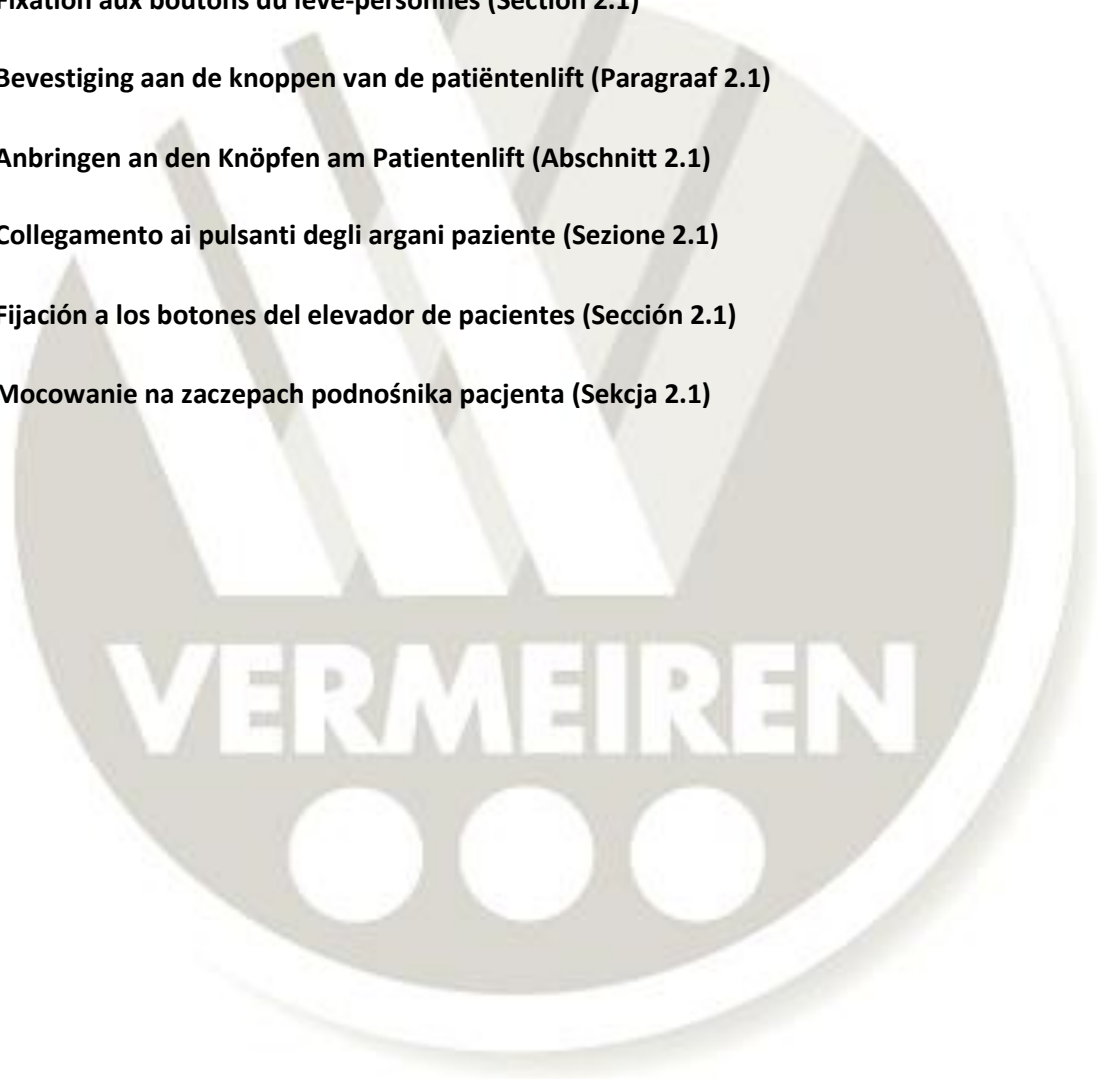 Fixation aux boutons du lève-personnes (Section 2.1)
Bevestiging aan de knoppen van de patiëntenlift (Paragraaf 2.1)
Anbringen an den Knöpfen am Patientenlift (Abschnitt 2.1)
Collegamento ai pulsanti degli argani paziente (Sezione 2.1)
Fijación a los botones del elevador de pacientes (Sección 2.1)
Mocowanie na zaczepach podnośnika pacjenta (Sekcja 2.1)
VERMEIREN